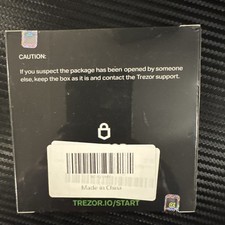 CAUTION:
If you suspect the package has been opened by someone
else, keep the box as it is and contact the Trezor support.
Made in China
TREZOR.IO/START